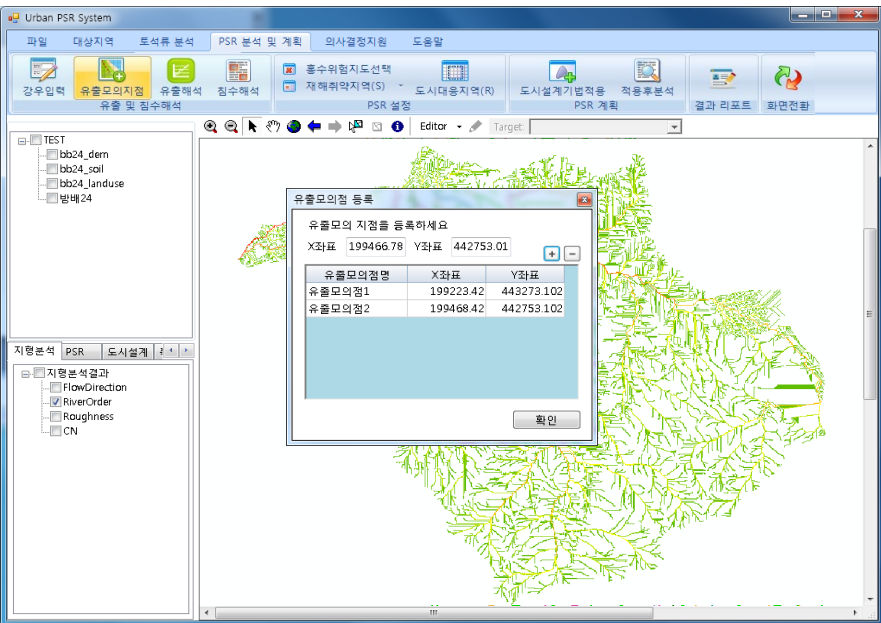 Urban PSR System
파일 대상지역 토석류 분석 PSR 분석 및 계획 의사결정지원 도움말
강우입력 유출모의지점 유출해석 침수해석
유출 및 침수해석
홍수위험지도선택
재해취약지역(S) 도시대응지역(R)
PSR 설정
도시설계기법적용 적용후분석
PSR 계획
결과 리포트 화면전환
Editor Target:
TEST
bb24_dem
bb24_soil
bb24_landuse
방배24
지형분석 PSR 도시설계
지형분석결과
FlowDirection
RiverOrder
Roughness
CN
유출모의점 등록
유출모의 지점을 등록하세요
X좌표 199466.78 Y좌표 442753.01
유출모의점명 X좌표 Y좌표
유출모의점1 199223.42 443273.102
유출모의점2 199468.42 442753.102
확인